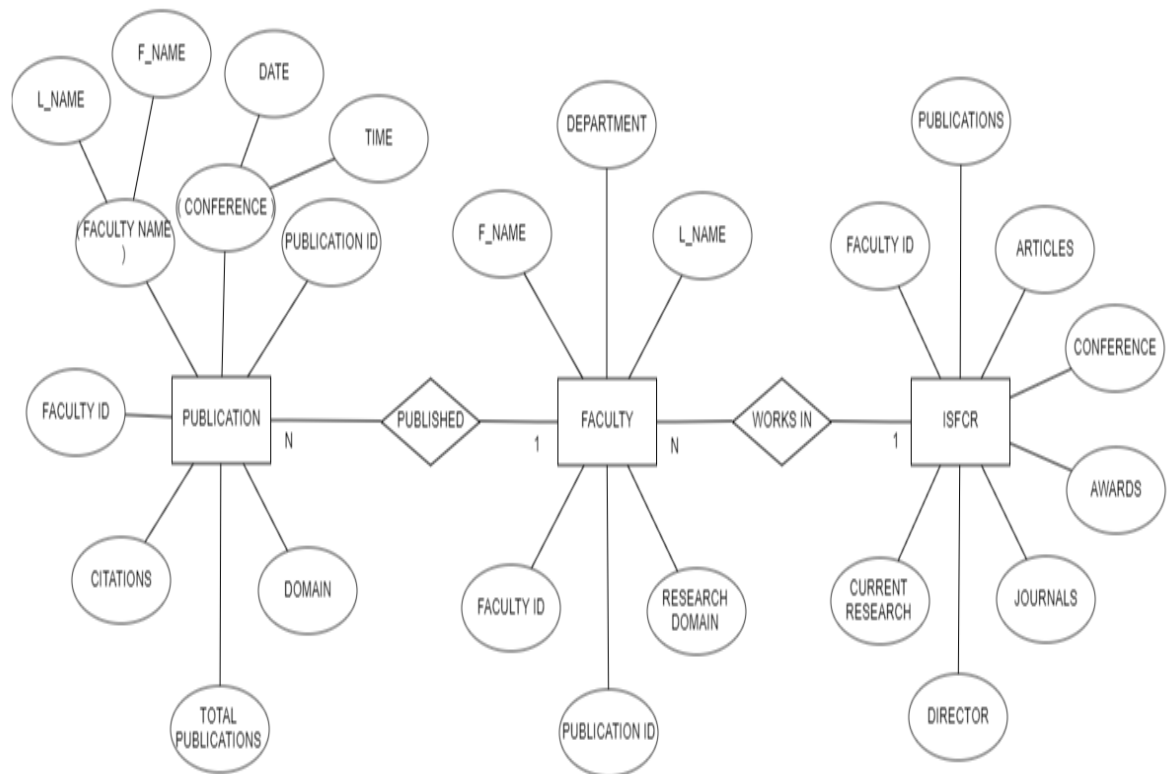 F_NAME
L_NAME
DATE
TIME
( FACULTY NAME
)
( CONFERENCE )
PUBLICATION ID
FACULTY ID
PUBLICATION
CITATIONS
DOMAIN
TOTAL
PUBLICATIONS
N
PUBLISHED
1
DEPARTMENT
F_NAME
L_NAME
FACULTY
FACULTY ID
RESEARCH
DOMAIN
PUBLICATION ID
N
WORKS IN
1
PUBLICATIONS
FACULTY ID
ARTICLES
CONFERENCE
ISFCR
AWARDS
CURRENT
RESEARCH
JOURNALS
DIRECTOR